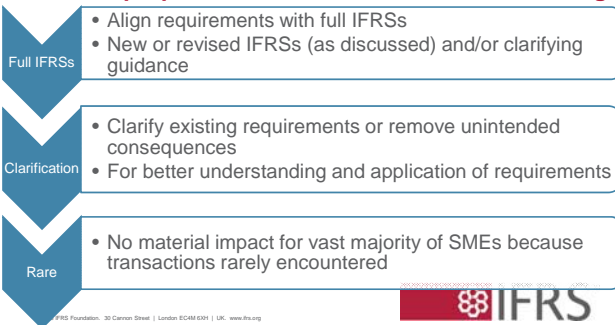 Full IFRSs
• Align requirements with full IFRSs
• New or revised IFRSs (as discussed) and/or clarifying
guidance
Clarification
• Clarify existing requirements or remove unintended
consequences
• For better understanding and application of requirements
Rare
• No material impact for vast majority of SMEs because
transactions rarely encountered
IFRS Foundation. 30 Cannon Street | London EC4M 6XH | UK. www.ifrs.org
IFRS